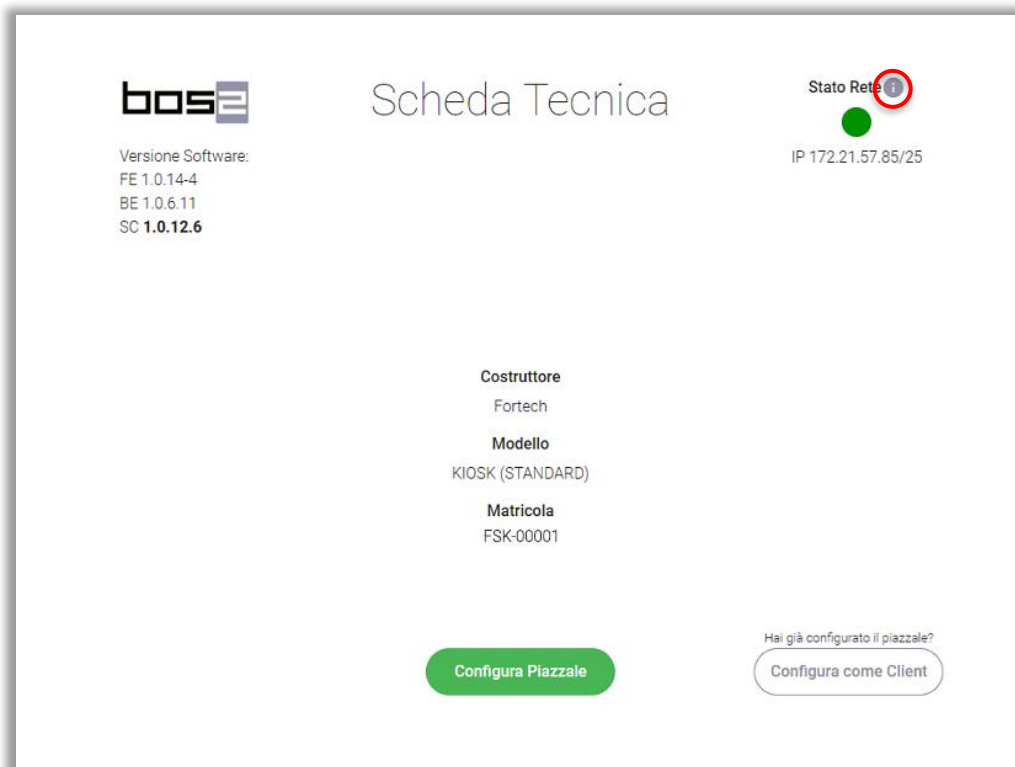 bos2
Scheda Tecnica
Stato Rete i
IP 172.21.57.85/25
Versione Software:
FE 1.0.14-4
BE 1.0.6.11
SC 1.0.12.6
Costruttore
Fortech
Modello
KIOSK (STANDARD)
Matricola
FSK-00001
Hai già configurato il piazzale?
Configura Piazzale
Configura come Client